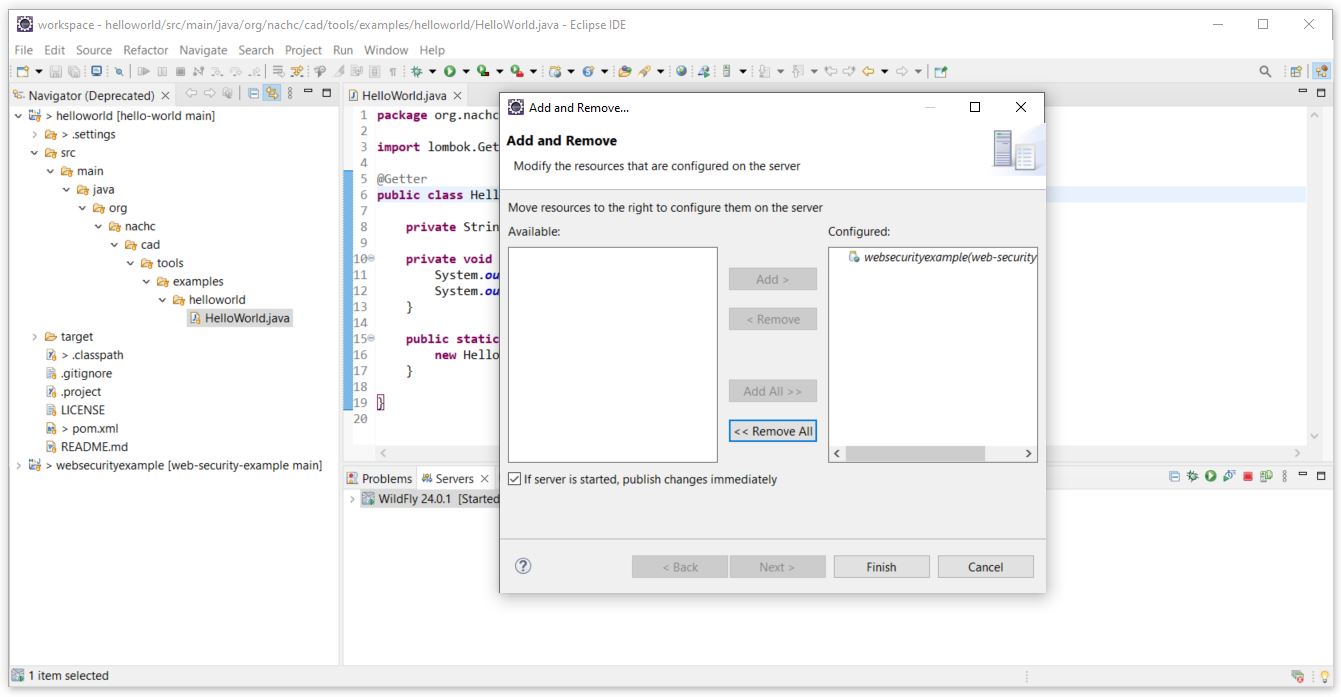 workspace - helloworld/src/main/java/org/nachc/cad/tools/examples/helloworld/HelloWorld.java - Eclipse IDE
File Edit Source Refactor Navigate Search Project Run Window Help
Navigator (Deprecated)
> helloworld [hello-world main]
> .settings
src
main
java
org
nachc
cad
tools
examples
helloworld
HelloWorld.java
target
> .classpath
.gitignore
.project
LICENSE
> pom.xml
README.md
> websecurityexample [web-security-example main]
HelloWorld.java
1 package org.nachc
2
3 import lombok.Get
4
5 @Getter
6 public class Hell
7
8 private Strin
9
10 private void
11 System.ou
12 System.ou
13 }
14
15 public static
16 new Hello
17 }
18
19 }
20
Add and Remove...
Add and Remove
Modify the resources that are configured on the server
Move resources to the right to configure them on the server
Available:
Configured:
websecurityexample(web-security
Add >
< Remove
Add All >>
<< Remove All
If server is started, publish changes immediately
< Back
Next >
Finish
Cancel
Problems
Servers
WildFly 24.0.1 [Started
1 item selected